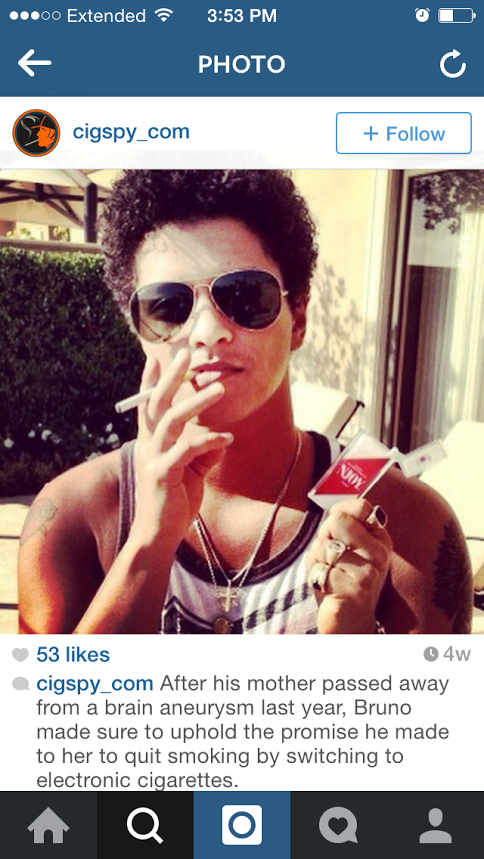 Extended 3:53 PM
PHOTO
cigspy_com
+ Follow
NJOY
53 likes
4w
cigspy_com After his mother passed away
from a brain aneurysm last year, Bruno
made sure to uphold the promise he made
to her to quit smoking by switching to
electronic cigarettes.